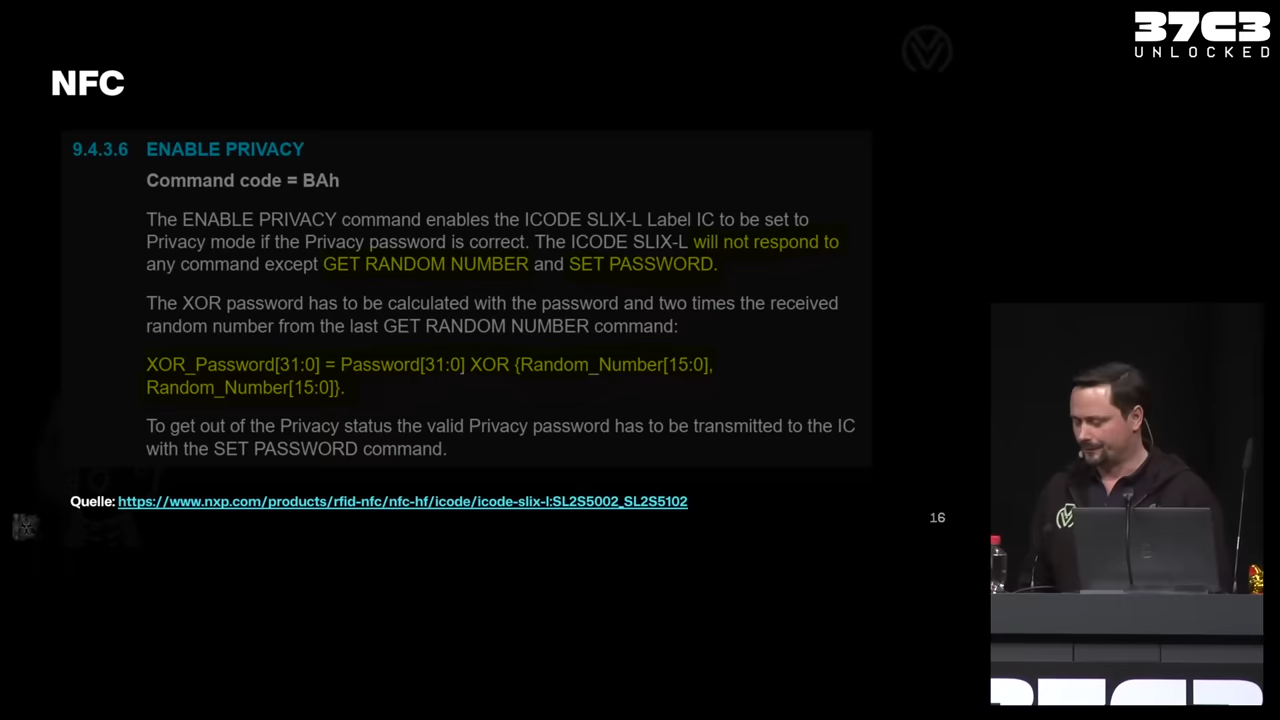 37C3
UNLOCKED
NFC
9.4.3.6 ENABLE PRIVACY
Command code = BAh
The ENABLE PRIVACY command enables the ICODE SLIX-L Label IC to be set to
Privacy mode if the Privacy password is correct. The ICODE SLIX-L will not respond to
any command except GET RANDOM NUMBER and SET PASSWORD.
The XOR password has to be calculated with the password and two times the received
random number from the last GET RANDOM NUMBER command:
XOR_Password[31:0] = Password[31:0] XOR {Random_Number[15:0],
Random_Number[15:0]}.
To get out of the Privacy status the valid Privacy password has to be transmitted to the IC
with the SET PASSWORD command.
Quelle: https://www.nxp.com/products/rfid-nfc/nfc-hf/icode/icode-slix-l:SL2S5002_SL2S5102
16